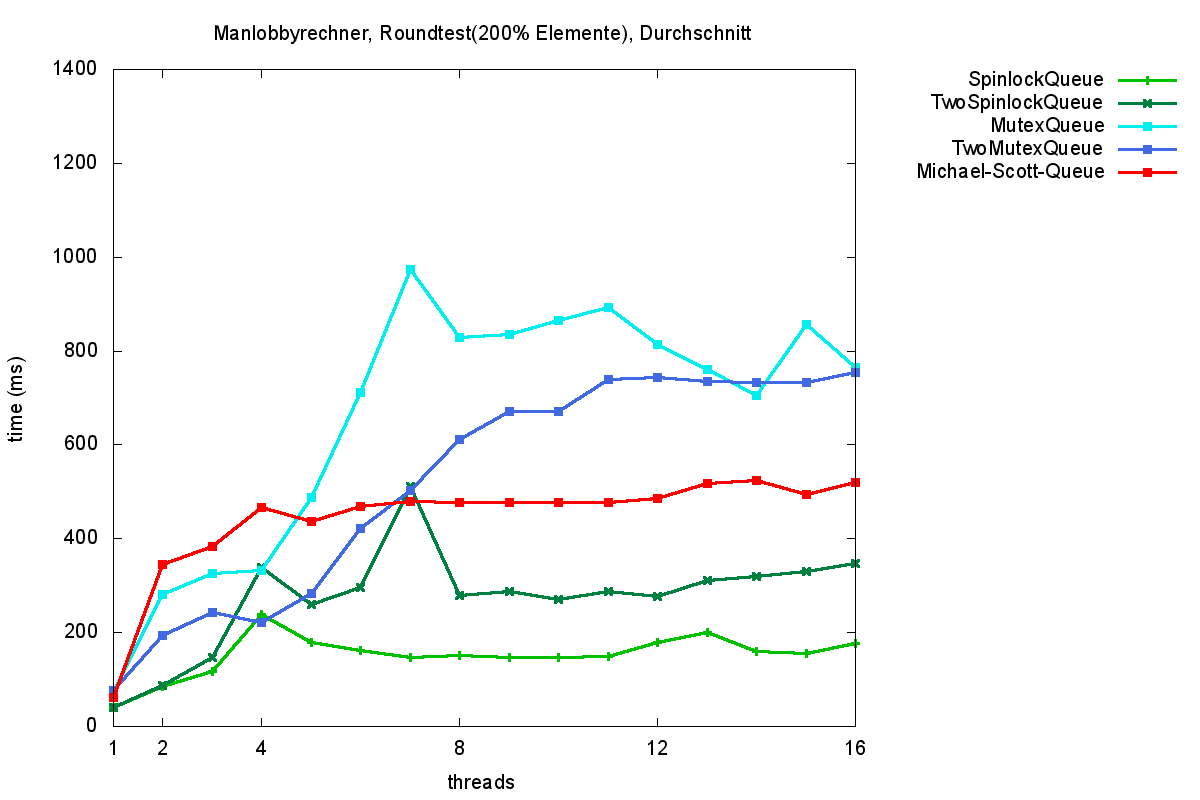 Manlobbyrechner, Roundtest(200% Elemente), Durchschnitt
1400
1200
1000
800
600
400
200
0
time (ms)
1 2 4 8 12 16
threads
SpinlockQueue
TwoSpinlockQueue
MutexQueue
TwoMutexQueue
Michael-Scott-Queue